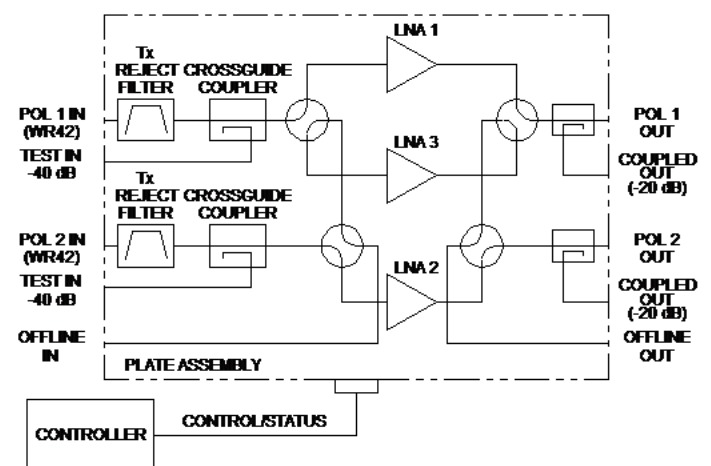 LNA 1
Tx
REJECT CROSSGUIDE
FILTER COUPLER
POL 1 IN
(WR42)
TEST IN
-40 dB
LNA 3
POL 1
OUT
COUPLED
OUT
(-20 dB)
Tx
REJECT CROSSGUIDE
FILTER COUPLER
POL 2 IN
(WR42)
TEST IN
-40 dB
LNA 2
POL 2
OUT
COUPLED
OUT
(-20 dB)
OFFLINE
IN
OFFLINE
OUT
PLATE ASSEMBLY
CONTROLLER
CONTROL/STATUS